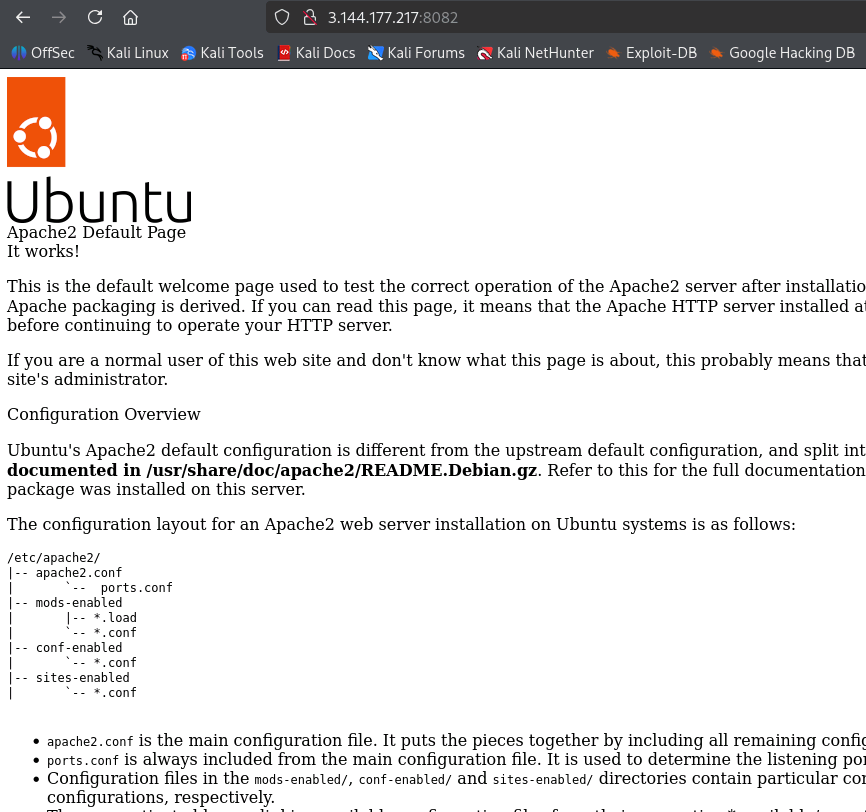 3.144.177.217:8082
OffSec Kali Linux Kali Tools Kali Docs Kali Forums Kali NetHunter Exploit-DB Google Hacking DB
Ubuntu
Apache2 Default Page
It works!
This is the default welcome page used to test the correct operation of the Apache2 server after installatio
Apache packaging is derived. If you can read this page, it means that the Apache HTTP server installed at
before continuing to operate your HTTP server.
If you are a normal user of this web site and don't know what this page is about, this probably means that
site's administrator.
Configuration Overview
Ubuntu's Apache2 default configuration is different from the upstream default configuration, and split int
documented in /usr/share/doc/apache2/README.Debian.gz. Refer to this for the full documentation
package was installed on this server.
The configuration layout for an Apache2 web server installation on Ubuntu systems is as follows:
/etc/apache2/
|-- apache2.conf
|       `--  ports.conf
|-- mods-enabled
|       |-- *.load
|       `-- *.conf
|-- conf-enabled
|       `-- *.conf
|-- sites-enabled
|       `-- *.conf
• apache2.conf is the main configuration file. It puts the pieces together by including all remaining config
• ports.conf is always included from the main configuration file. It is used to determine the listening por
• Configuration files in the mods-enabled/, conf-enabled/ and sites-enabled/ directories contain particular con
configurations, respectively.